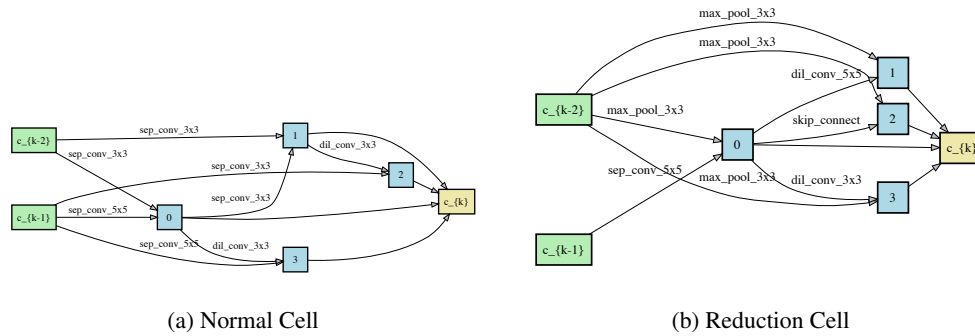 max_pool_3x3
max_pool_3x3
1
dil_conv_5x5
c_{k-2}
max_pool_3x3
skip_connect
2
0
c_{k}
sep_conv_5x5
max_pool_3x3
dil_conv_3x3
3
c_{k-1}
c_{k-2}
sep_conv_3x3
1
dil_conv_3x3
sep_conv_3x3
sep_conv_3x3
2
c_{k-1}
sep_conv_5x5
0
sep_conv_3x3
c_{k}
sep_conv_5x5
dil_conv_3x3
3
(a) Normal Cell
(b) Reduction Cell